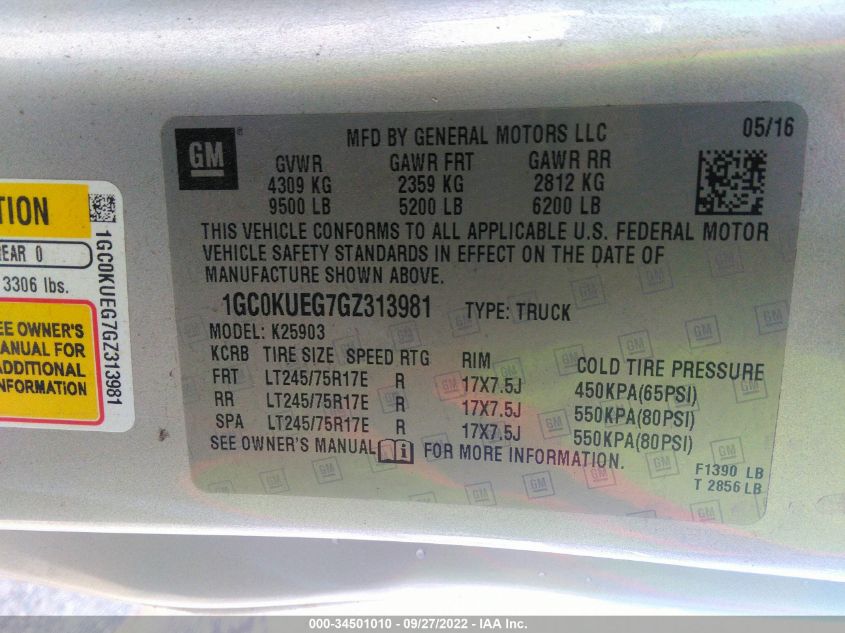 TION
REAR 0
3306 lbs.
EE OWNER'S
MANUAL FOR
ADDITIONAL
NFORMATION
1GC0KUEG7GZ313981
GM
®
MFD BY GENERAL MOTORS LLC
05/16
GVWR GAWR FRT GAWR RR
4309 KG 2359 KG 2812 KG
9500 LB 5200 LB 6200 LB
THIS VEHICLE CONFORMS TO ALL APPLICABLE U.S. FEDERAL MOTOR
VEHICLE SAFETY STANDARDS IN EFFECT ON THE DATE OF
MANUFACTURE SHOWN ABOVE.
1GC0KUEG7GZ313981 TYPE: TRUCK
MODEL: K25903
KCRB TIRE SIZE SPEED RTG RIM COLD TIRE PRESSURE
FRT LT245/75R17E R 17X7.5J 450KPA(65PSI)
RR LT245/75R17E R 17X7.5J 550KPA(80PSI)
SPA LT245/75R17E R 17X7.5J 550KPA(80PSI)
SEE OWNER'S MANUAL FOR MORE INFORMATION.
F1390 LB
T 2856 LB
000-34501010 - 09/27/2022 - IAA Inc.